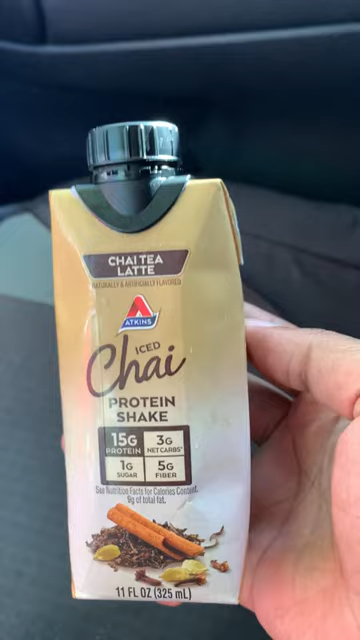 CHAI TEA
LATTE
NATURALLY & ARTIFICIALLY FLAVORED
ATKINS
ICED
Chai
PROTEIN
SHAKE
15G PROTEIN
3G NET CARBS*
1G SUGAR
5G FIBER
See Nutrition Facts for Calories Content.
9g of total fat.
11 FL OZ (325 mL)